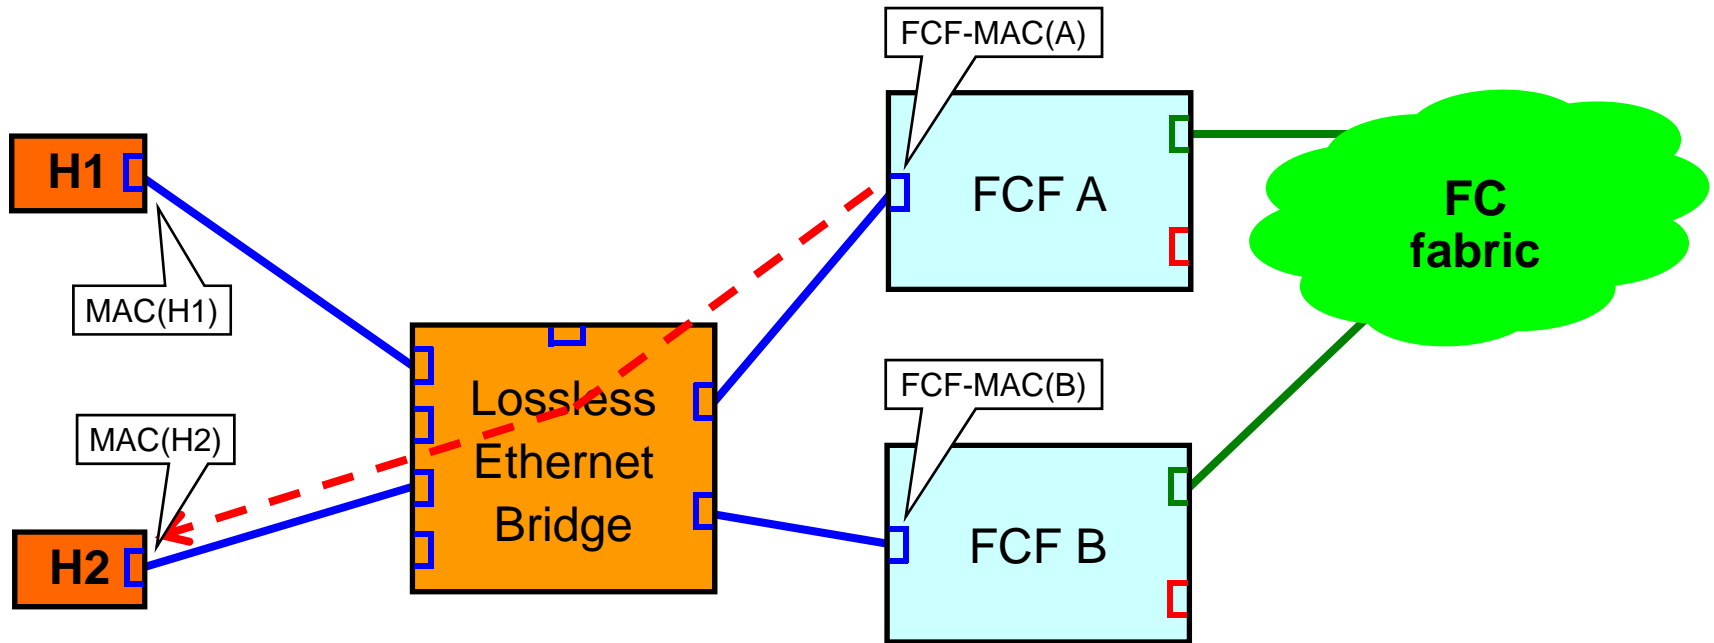 FCF-MAC(A)
H1
FCF A
FC
fabric
MAC(H1)
Lossless
Ethernet
Bridge
FCF-MAC(B)
MAC(H2)
H2
FCF B